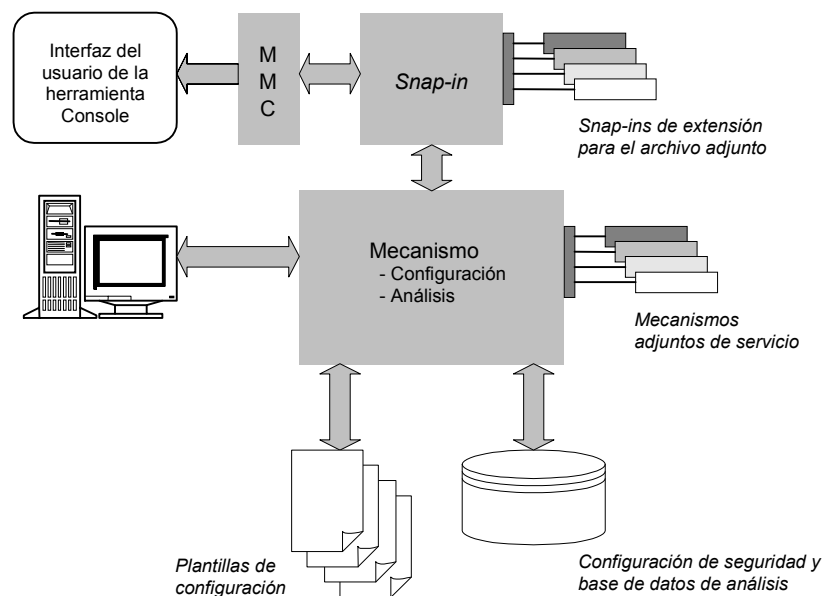 Interfaz del
usuario de la
herramienta
Console
M
M
C
Snap-in
Snap-ins de extensión
para el archivo adjunto
Mecanismo
- Configuración
- Análisis
Mecanismos
adjuntos de servicio
Plantillas de
configuración
Configuración de seguridad y
base de datos de análisis